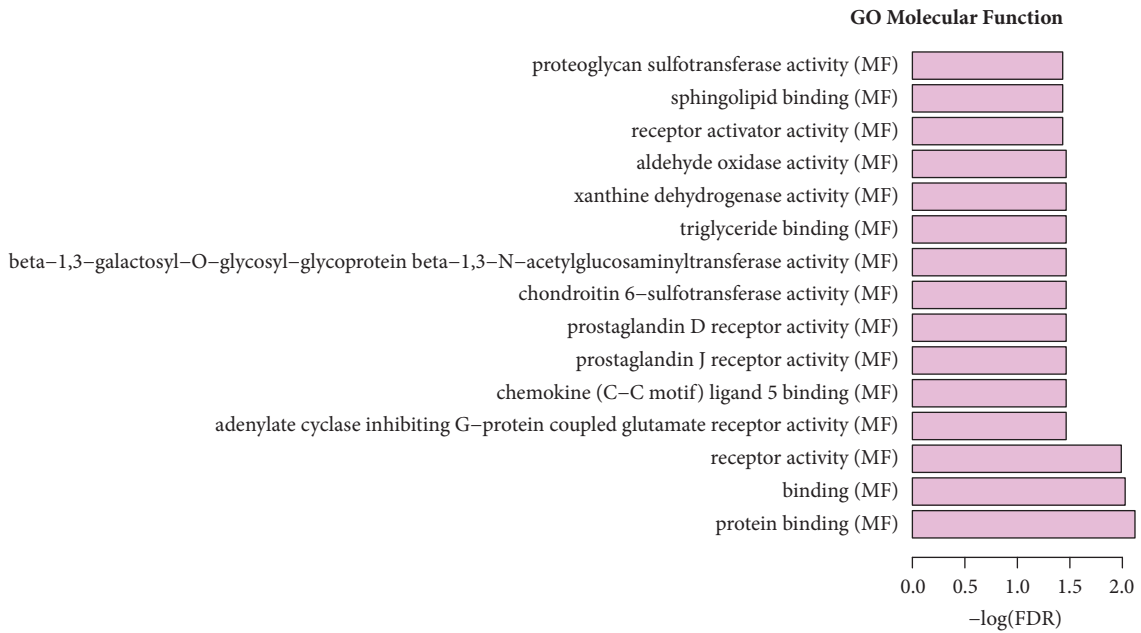 GO Molecular Function
proteoglycan sulfotransferase activity (MF)
sphingolipid binding (MF)
receptor activator activity (MF)
aldehyde oxidase activity (MF)
xanthine dehydrogenase activity (MF)
triglyceride binding (MF)
beta−1,3−galactosyl−O−glycosyl−glycoprotein beta−1,3−N−acetylglucosaminyltransferase activity (MF)
chondroitin 6−sulfotransferase activity (MF)
prostaglandin D receptor activity (MF)
prostaglandin J receptor activity (MF)
chemokine (C−C motif) ligand 5 binding (MF)
adenylate cyclase inhibiting G−protein coupled glutamate receptor activity (MF)
receptor activity (MF)
binding (MF)
protein binding (MF)
0.0 0.5 1.0 1.5 2.0
−log(FDR)